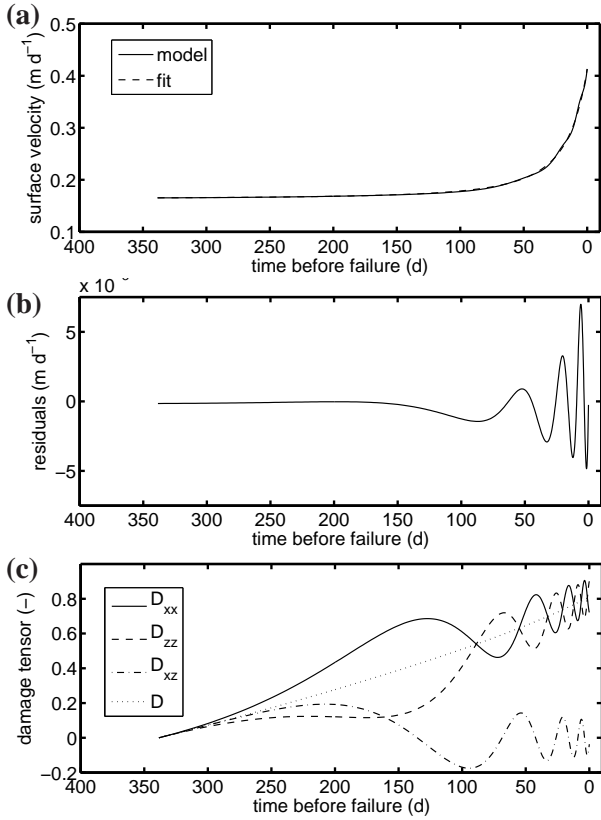 (a)
0.5
0.4
0.3
0.2
0.1
surface velocity (m d−1)
model
fit
400 350 300 250 200 150 100 50 0
time before failure (d)
(b)
x 10
5
0
−5
residuals (m d−1)
400 350 300 250 200 150 100 50 0
time before failure (d)
(c)
0.8
0.6
0.4
0.2
0
−0.2
damage tensor (−)
Dxx
Dzz
Dxz
D
400 350 300 250 200 150 100 50 0
time before failure (d)